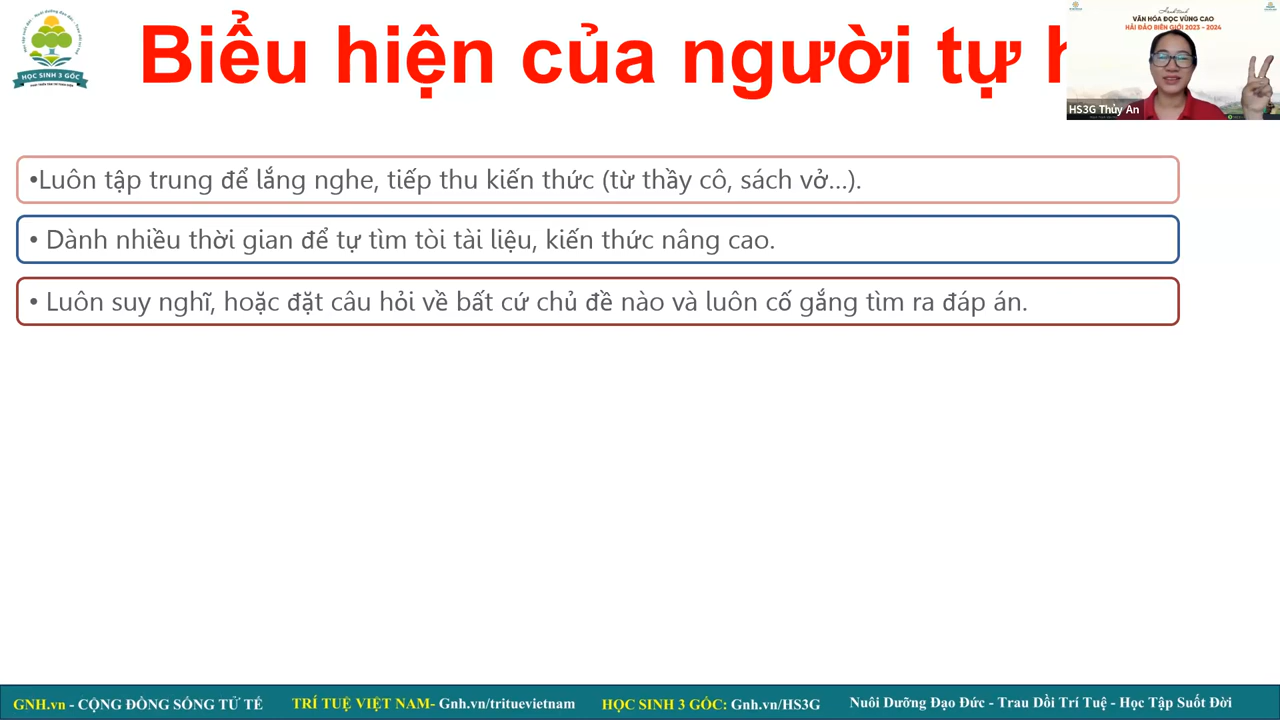 Biểu hiện của người tự h
HỌC SINH 3 GỐC
VĂN HÓA ĐỌC VÙNG CAO
HẢI ĐẢO BIÊN GIỚI 2023 - 2024
HS3G Thủy An
•Luôn tập trung để lắng nghe, tiếp thu kiến thức (từ thầy cô, sách vở...).
• Dành nhiều thời gian để tự tìm tòi tài liệu, kiến thức nâng cao.
• Luôn suy nghĩ, hoặc đặt câu hỏi về bất cứ chủ đề nào và luôn cố gắng tìm ra đáp án.
GNH.vn - CỘNG ĐỒNG SỐNG TỬ TẾ TRÍ TUỆ VIỆT NAM- Gnh.vn/trituevietnam HỌC SINH 3 GỐC: Gnh.vn/HS3G Nuôi Dưỡng Đạo Đức - Trau Dồi Trí Tuệ - Học Tập Suốt Đời